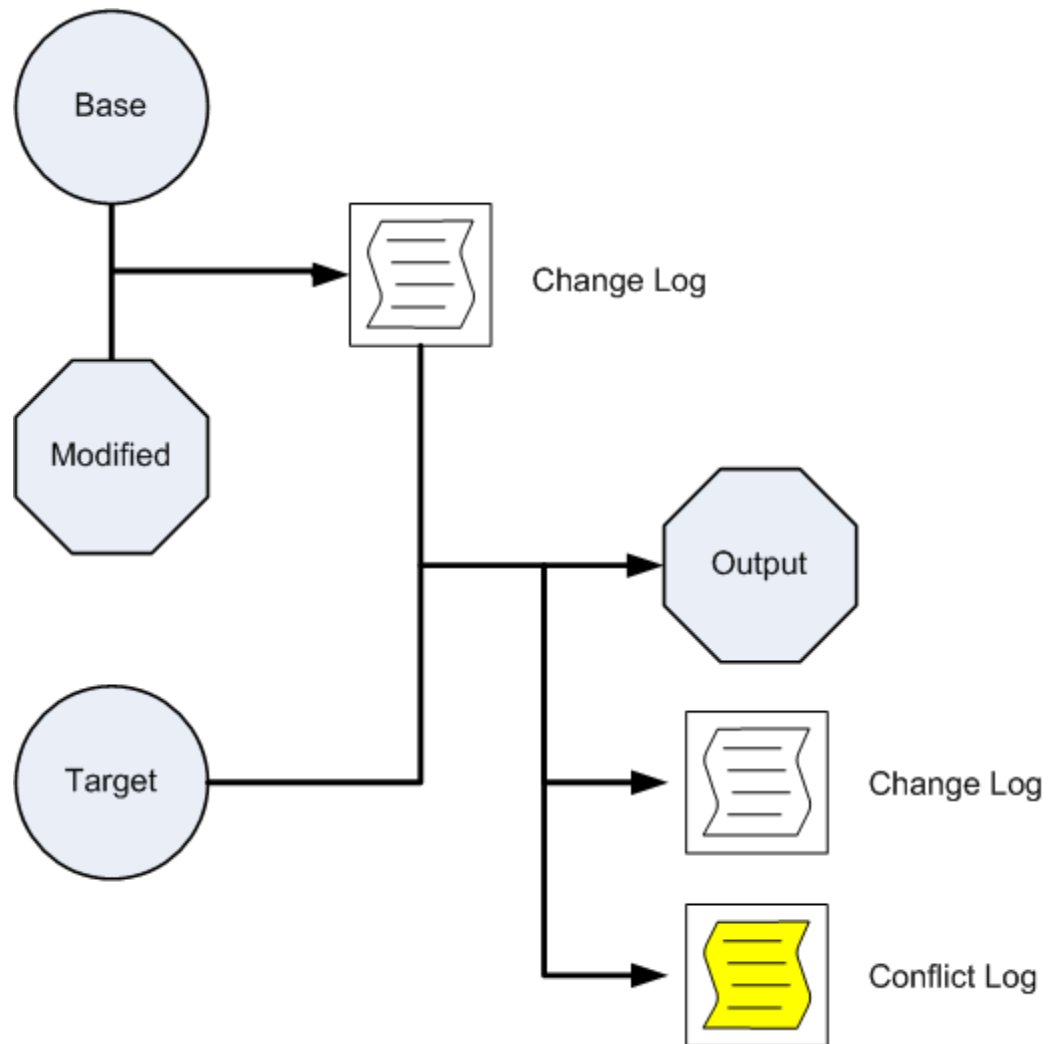 Base
Change Log
Modified
Output
Target
Change Log
Conflict Log